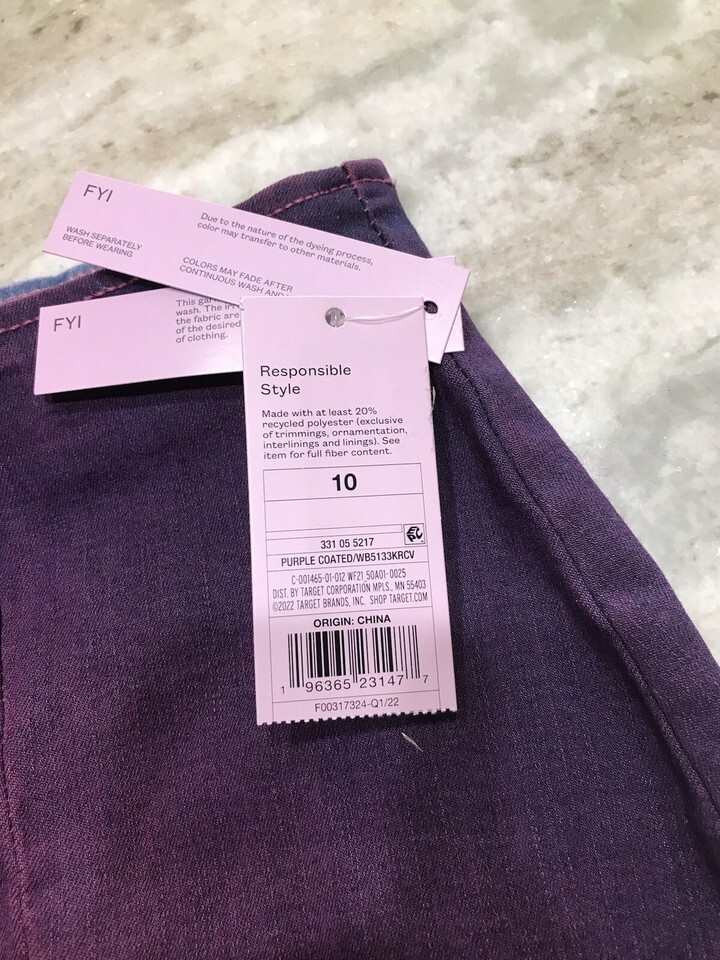 FYI
WASH SEPARATELY
BEFORE WEARING
Due to the nature of the dyeing process,
color may transfer to other materials.
COLORS MAY FADE AFTER
CONTINUOUS WASH AND
FYI
This
wash. The
the fabric are
of the desired
of clothing.
Responsible
Style
Made with at least 20%
recycled polyester (exclusive
of trimmings, ornamentation,
interlinings and linings). See
item for full fiber content.
10
331 05 5217
PURPLE COATED/WB5133KRCV
C-001465-01-012 WF21_50A01-0025
DIST. BY TARGET CORPORATION MPLS., MN 55403
©2022 TARGET BRANDS, INC. SHOP TARGET.COM
ORIGIN: CHINA
1 96365 23147 7
F00317324-Q1/22